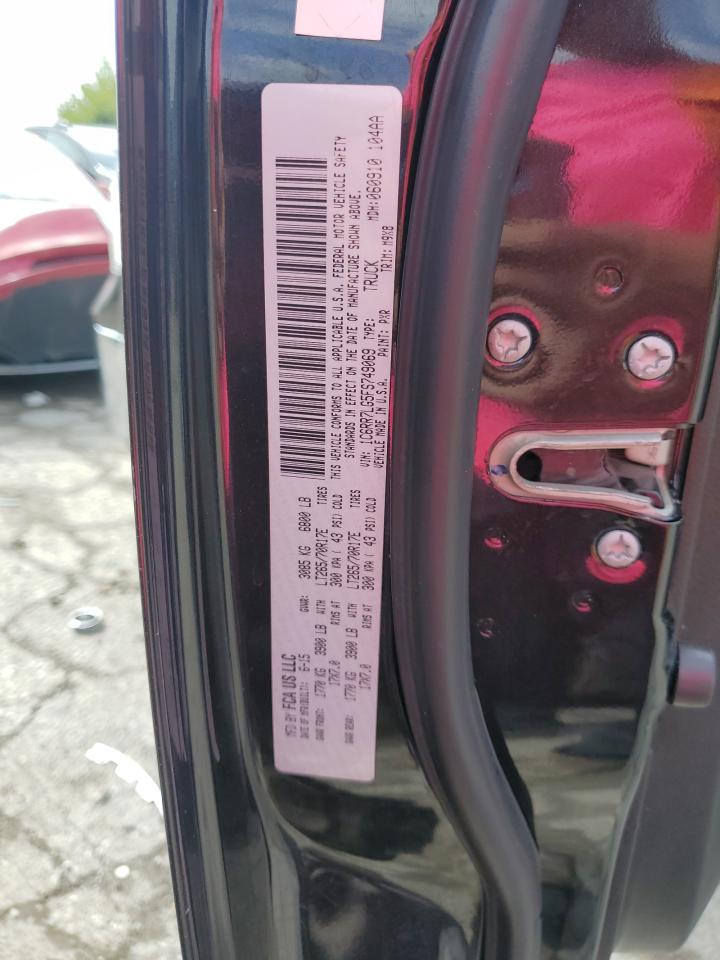 MFD BY FCA US LLC
DATE OF MFR: 6-15 GVWR: 3085 KG 6800 LB
GAWR FRONT: 1770 KG 3900 LB WITH LT265/70R17E TIRES
17X7.0 RIMS AT 300 KPA ( 43 PSI) COLD
GAWR REAR: 1770 KG 3900 LB WITH LT265/70R17E TIRES
17X7.0 RIMS AT 300 KPA ( 43 PSI) COLD
THIS VEHICLE CONFORMS TO ALL APPLICABLE U.S.A. FEDERAL MOTOR VEHICLE SAFETY
STANDARDS IN EFFECT ON THE DATE OF MANUFACTURE SHOWN ABOVE.
VIN: 1C6RR7LG5FS749069 TYPE: TRUCK MDH:060910 104AA
VEHICLE MADE IN U.S.A. PAINT: PXR TRIM: M9X8